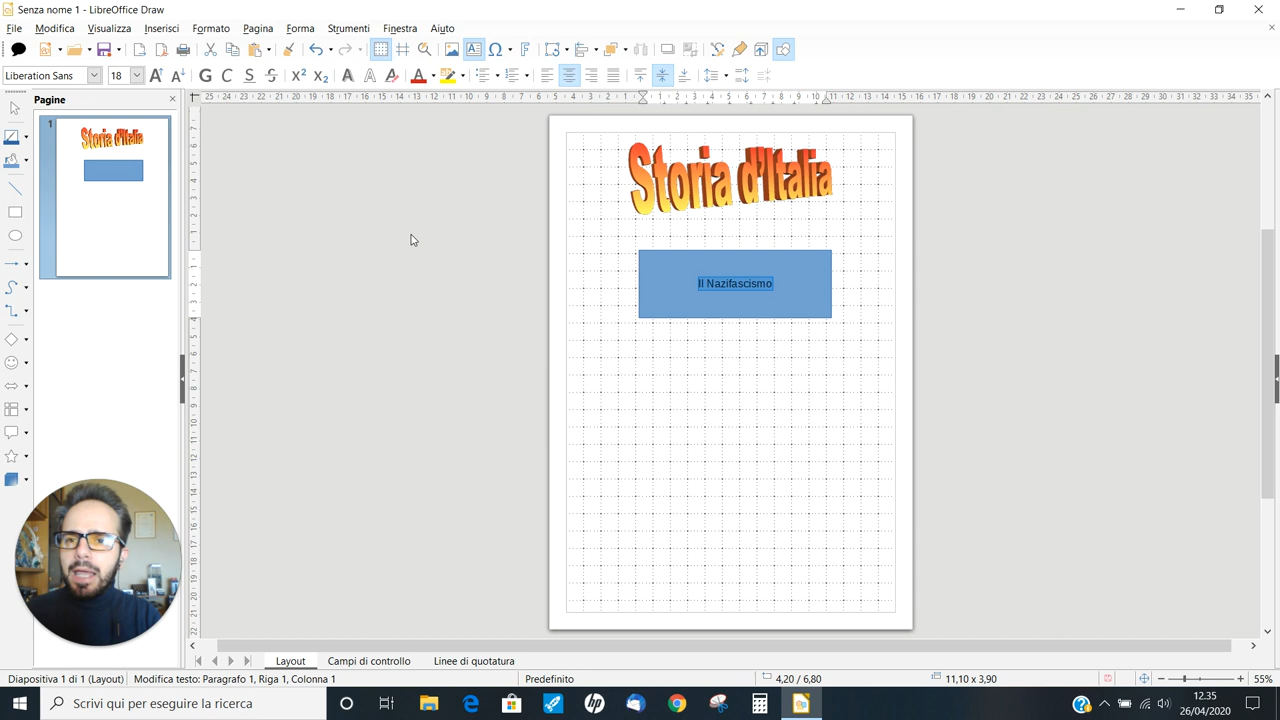 Senza nome 1 - LibreOffice Draw
File Modifica Visualizza Inserisci Formato Pagina Forma Strumenti Finestra Aiuto
Liberation Sans 18
Pagine
1
Storia d'Italia
Storia d'Italia
Il Nazifascismo
Layout Campi di controllo Linee di quotatura
Diapositiva 1 di 1 (Layout) Modifica testo: Paragrafo 1, Riga 1, Colonna 1 Predefinito 4,20 / 6,80 11,10 x 3,90 55%
Scrivi qui per eseguire la ricerca
12.35
26/04/2020